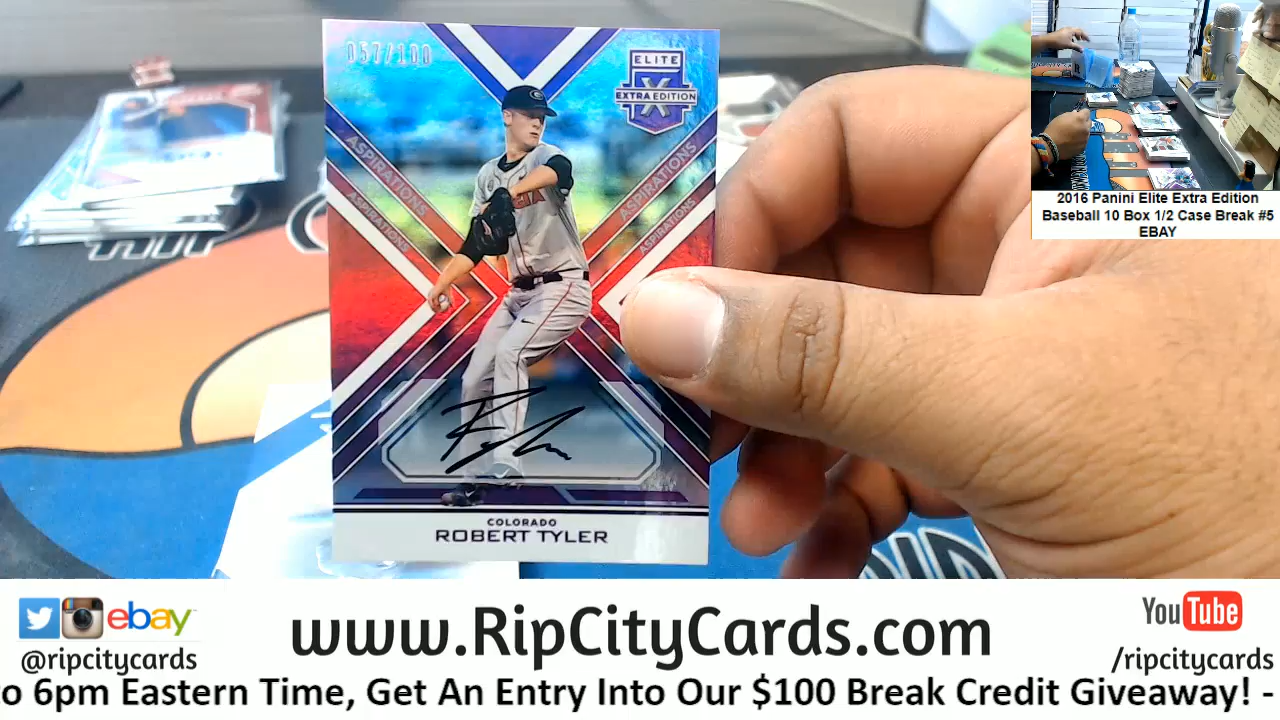 057/100
ELITE
X
EXTRA EDITION
ASPIRATIONS
ASPIRATIONS
ASPIRATIONS
ASPIRATIONS
COLORADO
ROBERT TYLER
2016 Panini Elite Extra Edition
Baseball 10 Box 1/2 Case Break #5
EBAY
ebay
@ripcitycards
www.RipCityCards.com
YouTube
/ripcitycards
to 6pm Eastern Time, Get An Entry Into Our $100 Break Credit Giveaway! -